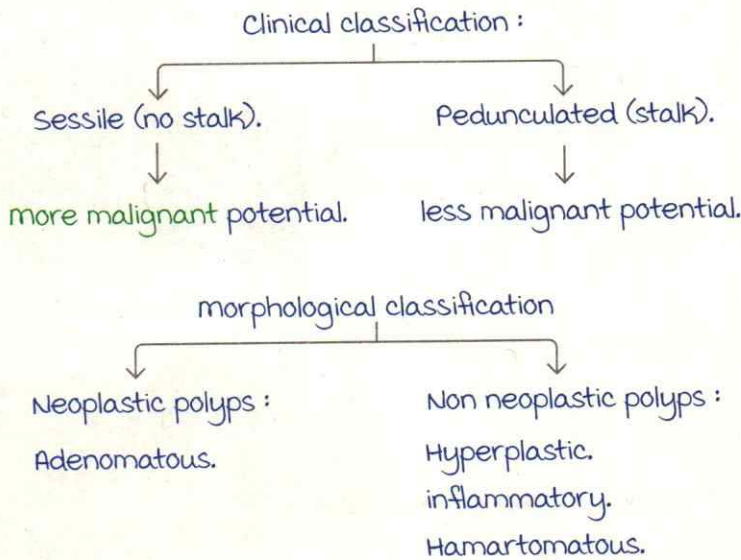 Clinical classification :
Sessile (no stalk).
Pedunculated (stalk).
more malignant potential.
less malignant potential.
morphological classification
Neoplastic polyps :
Adenomatous.
Non neoplastic polyps :
Hyperplastic.
inflammatory.
Hamartomatous.